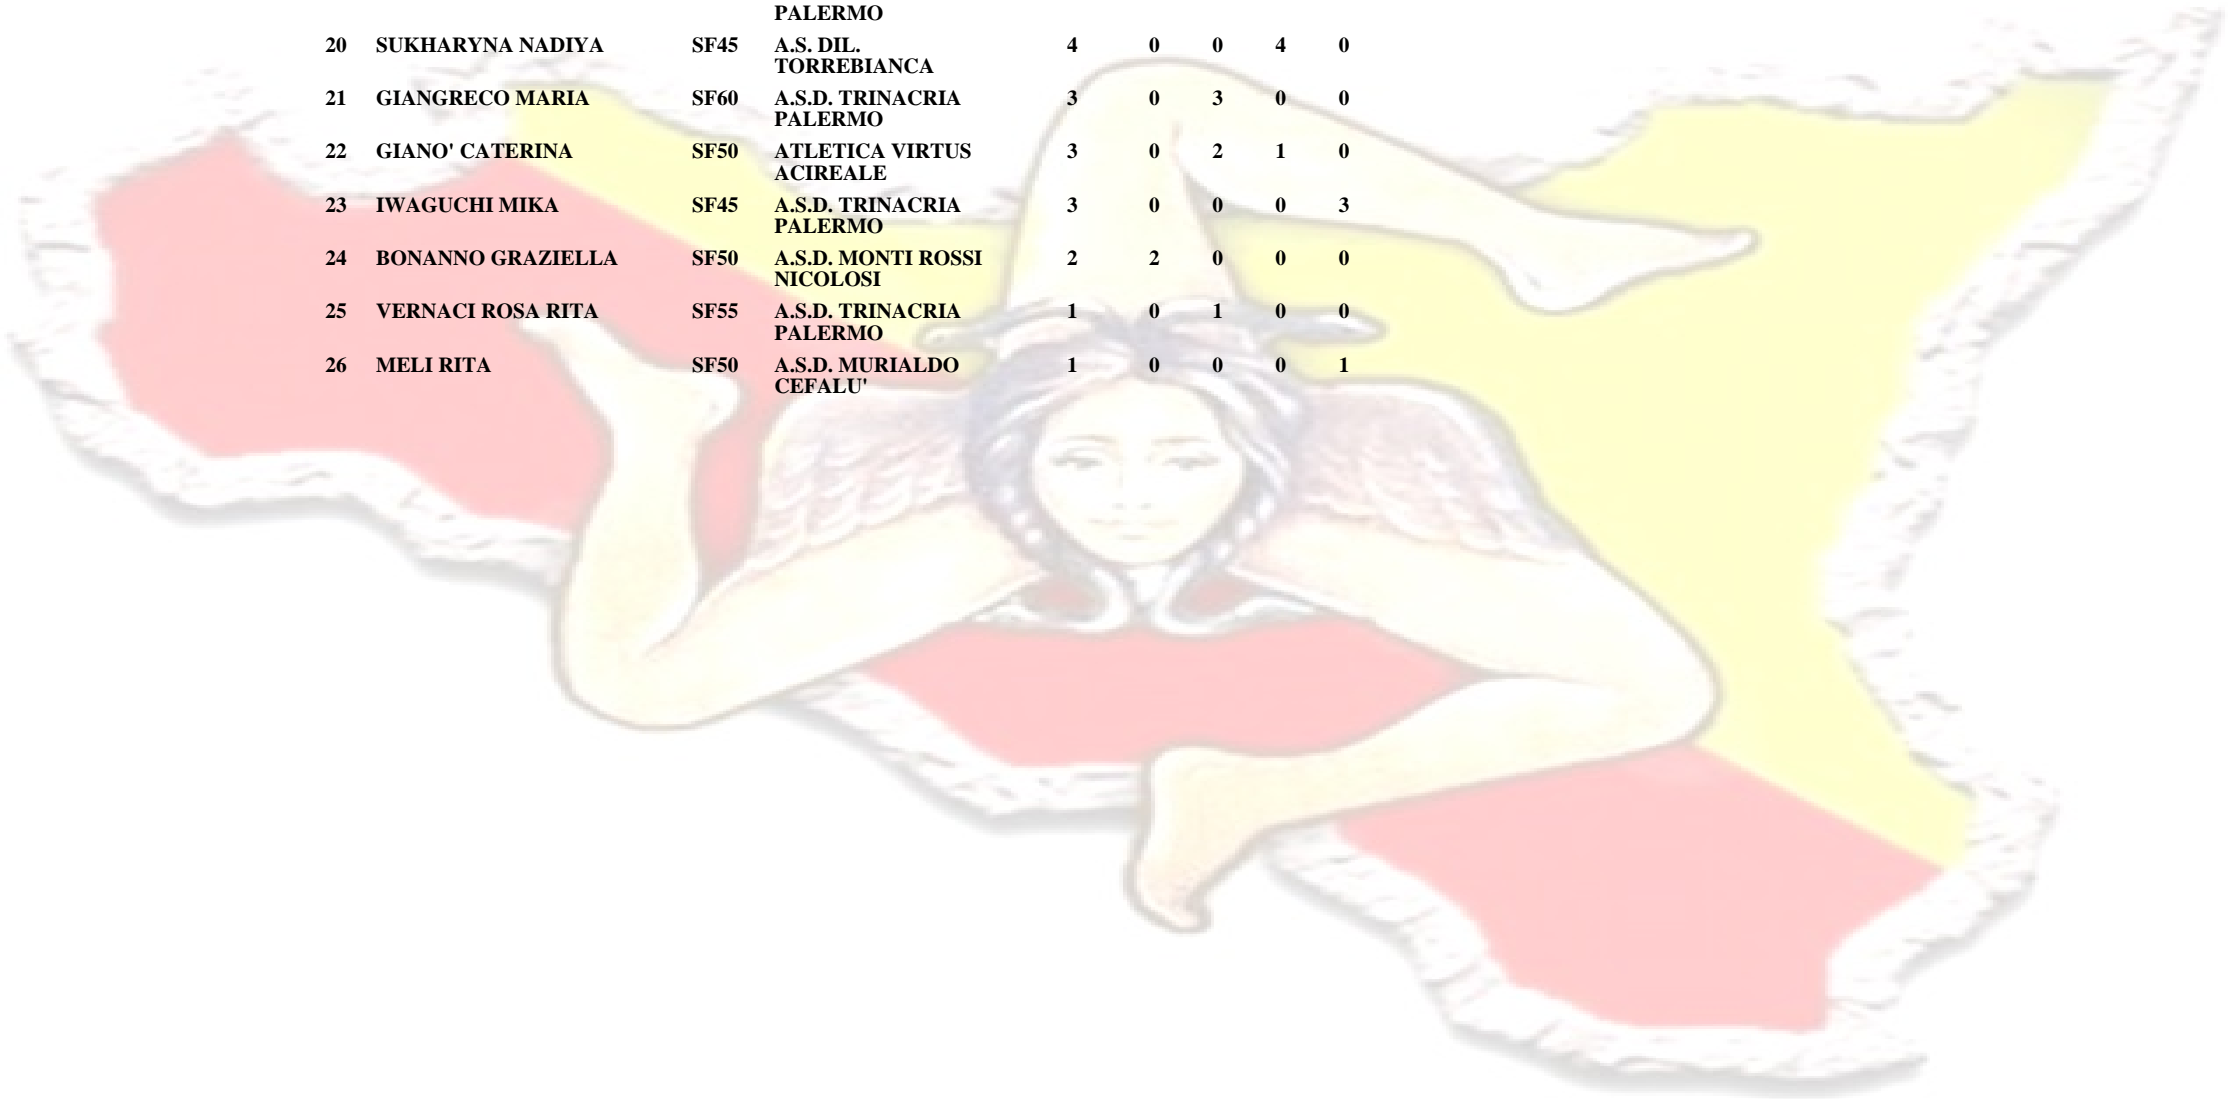 PALERMO
20 SUKHARYNA NADIYA SF45 A.S. DIL. 4 0 0 4 0
TORREBIANCA
21 GIANGRECO MARIA SF60 A.S.D. TRINACRIA 3 0 3 0 0
PALERMO
22 GIANO' CATERINA SF50 ATLETICA VIRTUS 3 0 2 1 0
ACIREALE
23 IWAGUCHI MIKA SF45 A.S.D. TRINACRIA 3 0 0 0 3
PALERMO
24 BONANNO GRAZIELLA SF50 A.S.D. MONTI ROSSI 2 2 0 0 0
NICOLOSI
25 VERNACI ROSA RITA SF55 A.S.D. TRINACRIA 1 0 1 0 0
PALERMO
26 MELI RITA SF50 A.S.D. MURIALDO 1 0 0 0 1
CEFALU'